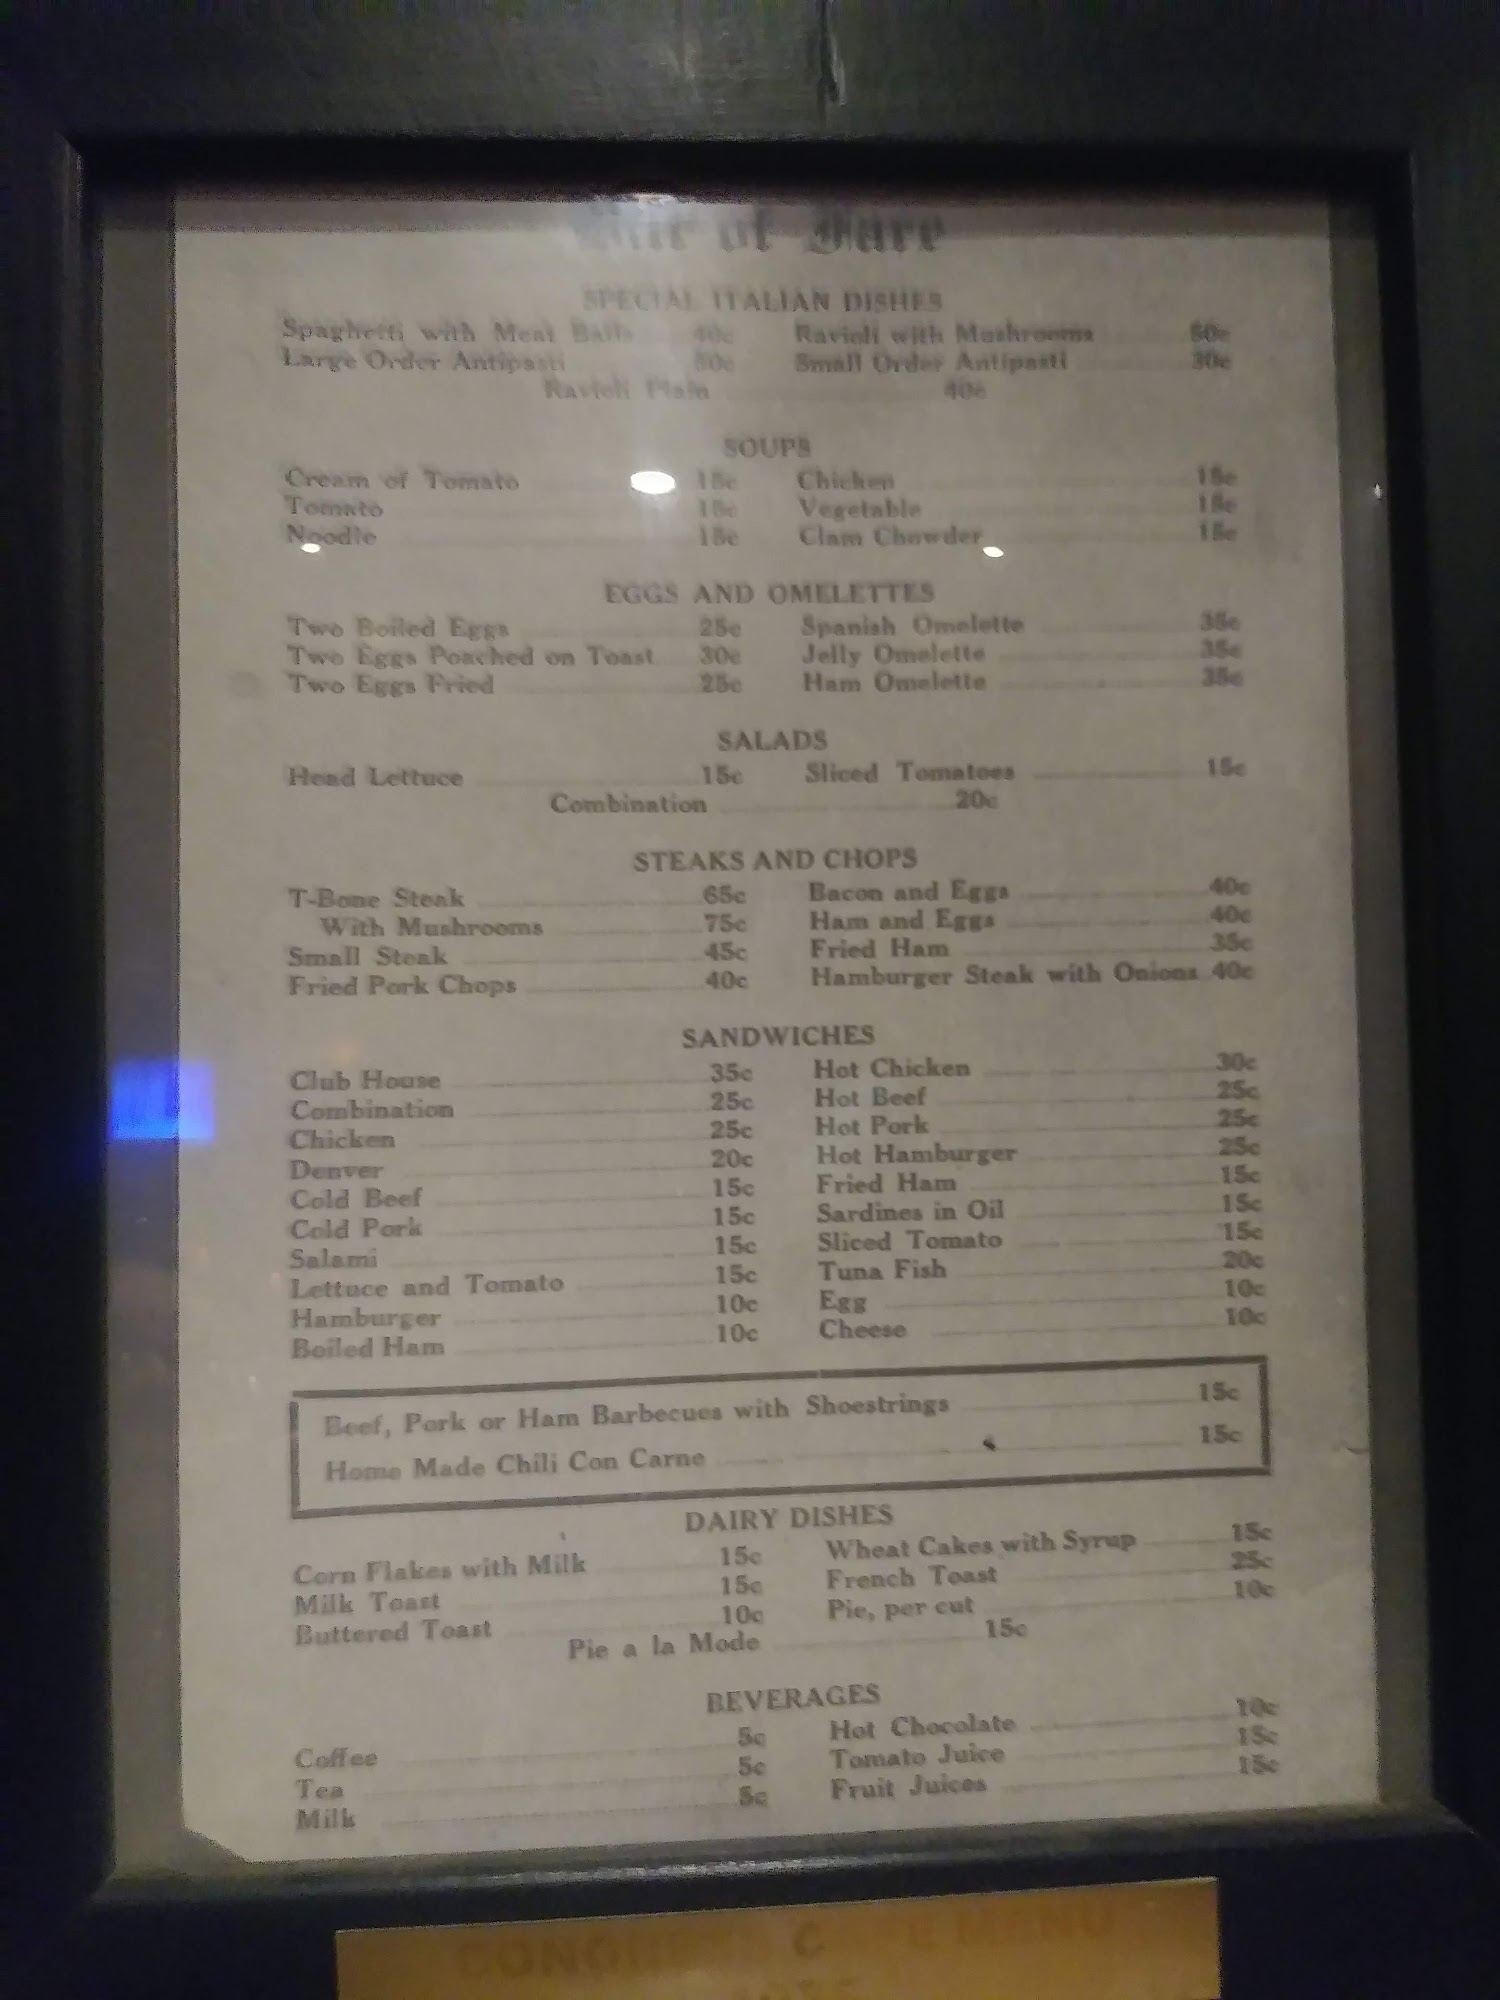 Bill of Fare
SPECIAL ITALIAN DISHES
Spaghetti with Meat Balls 40c Ravioli with Mushrooms
Large Order Antipasti Small Order Antipasti 30c
Ravioli Plain 40c
SOUPS
Cream of Tomato 15c Chicken 15c
Tomato 15c Vegetable 15c
Noodle 15c Clam Chowder 15c
EGGS AND OMELETTES
Two Boiled Eggs 25c Spanish Omelette 35c
Two Eggs Poached on Toast 30c Jelly Omelette 35c
Two Eggs Fried 25c Ham Omelette 35c
SALADS
Head Lettuce 15c Sliced Tomatoes 15c
Combination 20c
STEAKS AND CHOPS
T-Bone Steak 65c Bacon and Eggs 40c
With Mushrooms 75c Ham and Eggs 40c
Small Steak 45c Fried Ham 35c
Fried Pork Chops 40c Hamburger Steak with Onions 40c
SANDWICHES
Club House 35c Hot Chicken 30c
Combination 25c Hot Beef 25c
Chicken 25c Hot Pork 25c
Denver 20c Hot Hamburger 25c
Cold Beef 15c Fried Ham 15c
Cold Pork 15c Sardines in Oil 15c
Salami 15c Sliced Tomato 15c
Lettuce and Tomato 15c Tuna Fish 20c
Hamburger 10c Egg 10c
Boiled Ham 10c Cheese 10c
Beef, Pork or Ham Barbecues with Shoestrings 15c
Home Made Chili Con Carne 15c
DAIRY DISHES
Corn Flakes with Milk 15c Wheat Cakes with Syrup 15c
Milk Toast 15c French Toast 25c
Buttered Toast 10c Pie, per cut 10c
Pie a la Mode 15c
BEVERAGES
Coffee 5c Hot Chocolate 10c
Tea 5c Tomato Juice 15c
Milk 5c Fruit Juices 15c
MENU